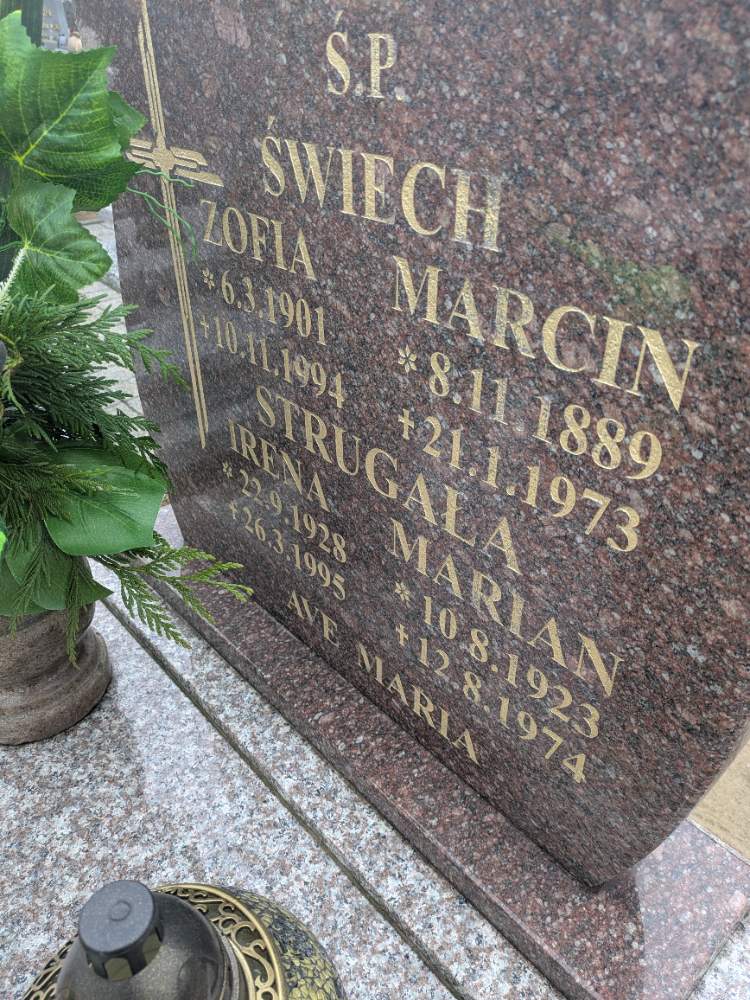 Ś.P.
ŚWIECH
ZOFIA MARCIN
*6.3.1901 *8.11.1889
+10.11.1994 +21.1.1973
STRUGAŁA
IRENA MARIAN
*22.9.1928 *10.8.1923
+26.3.1995 +12.8.1974
AVE MARIA